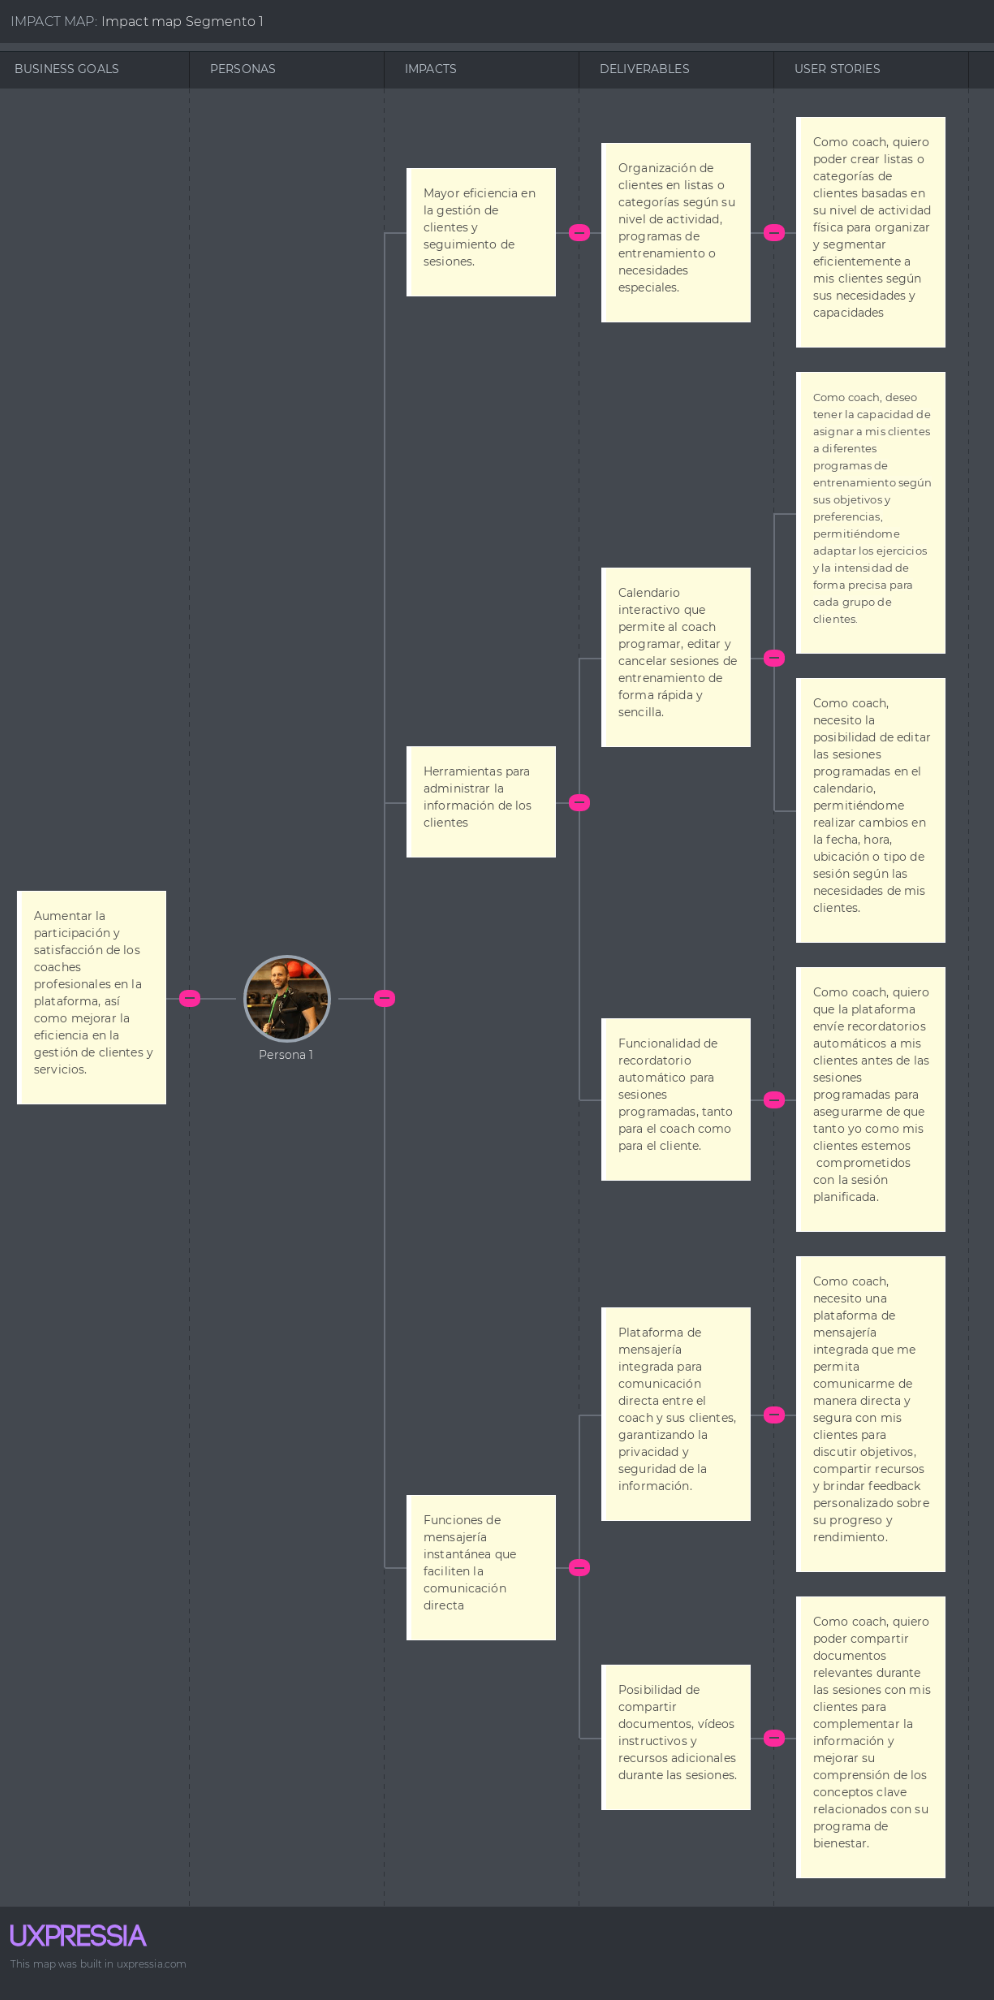 IMPACT MAP: Impact map Segmento 1
BUSINESS GOALS
PERSONAS
IMPACTS
DELIVERABLES
USER STORIES
Aumentar la
participación y
satisfacción de los
coaches
profesionales en la
plataforma, así
como mejorar la
eficiencia en la
gestión de clientes y
servicios.
Persona 1
Mayor eficiencia en
la gestión de
clientes y
seguimiento de
sesiones.
Organización de
clientes en listas o
categorías según su
nivel de actividad,
programas de
entrenamiento o
necesidades
especiales.
Como coach, quiero
poder crear listas o
categorías de
clientes basadas en
su nivel de actividad
física para organizar
y segmentar
eficientemente a
mis clientes según
sus necesidades y
capacidades
Herramientas para
administrar la
información de los
clientes
Calendario
interactivo que
permite al coach
programar, editar y
cancelar sesiones de
entrenamiento de
forma rápida y
sencilla.
Como coach, deseo
tener la capacidad de
asignar a mis clientes
a diferentes
programas de
entrenamiento según
sus objetivos y
preferencias,
permitiéndome
adaptar los ejercicios
y la intensidad de
forma precisa para
cada grupo de
clientes.
Como coach,
necesito la
posibilidad de editar
las sesiones
programadas en el
calendario,
permitiéndome
realizar cambios en
la fecha, hora,
ubicación o tipo de
sesión según las
necesidades de mis
clientes.
Funcionalidad de
recordatorio
automático para
sesiones
programadas, tanto
para el coach como
para el cliente.
Como coach, quiero
que la plataforma
envíe recordatorios
automáticos a mis
clientes antes de las
sesiones
programadas para
asegurarme de que
tanto yo como mis
clientes estemos
comprometidos
con la sesión
planificada.
Funciones de
mensajería
instantánea que
faciliten la
comunicación
directa
Plataforma de
mensajería
integrada para
comunicación
directa entre el
coach y sus clientes,
garantizando la
privacidad y
seguridad de la
información.
Como coach,
necesito una
plataforma de
mensajería
integrada que me
permita
comunicarme de
manera directa y
segura con mis
clientes para
discutir objetivos,
compartir recursos
y brindar feedback
personalizado sobre
su progreso y
rendimiento.
Posibilidad de
compartir
documentos, vídeos
instructivos y
recursos adicionales
durante las sesiones.
Como coach, quiero
poder compartir
documentos
relevantes durante
las sesiones con mis
clientes para
complementar la
información y
mejorar su
comprensión de los
conceptos clave
relacionados con su
programa de
bienestar.
UXPRESSIA
This map was built in uxpressia.com